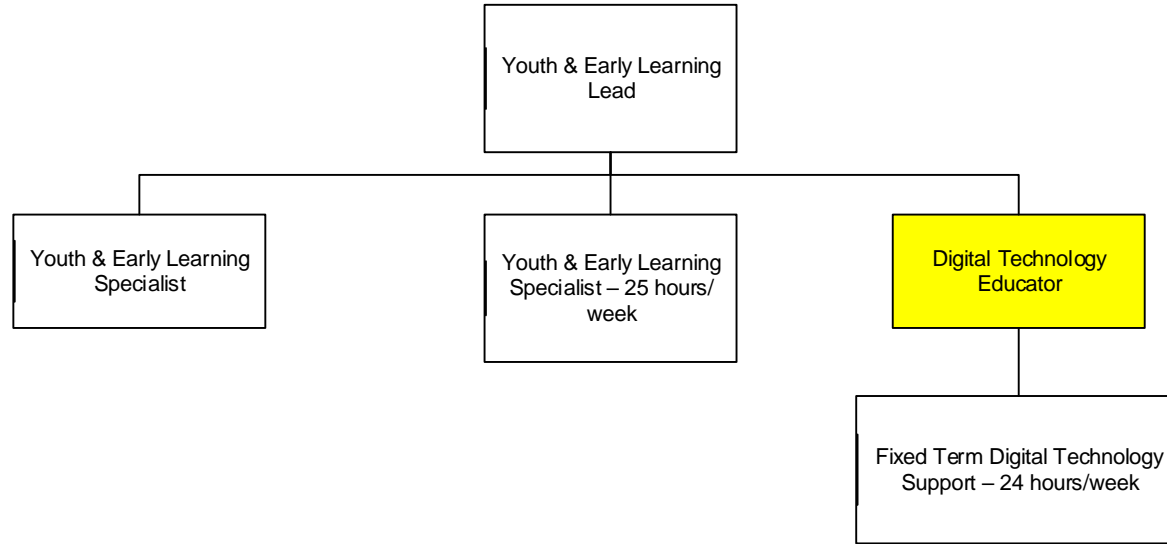 Youth & Early Learning
Lead
Youth & Early Learning
Specialist
Youth & Early Learning
Specialist – 25 hours/
week
Digital Technology
Educator
Fixed Term Digital Technology
Support – 24 hours/week